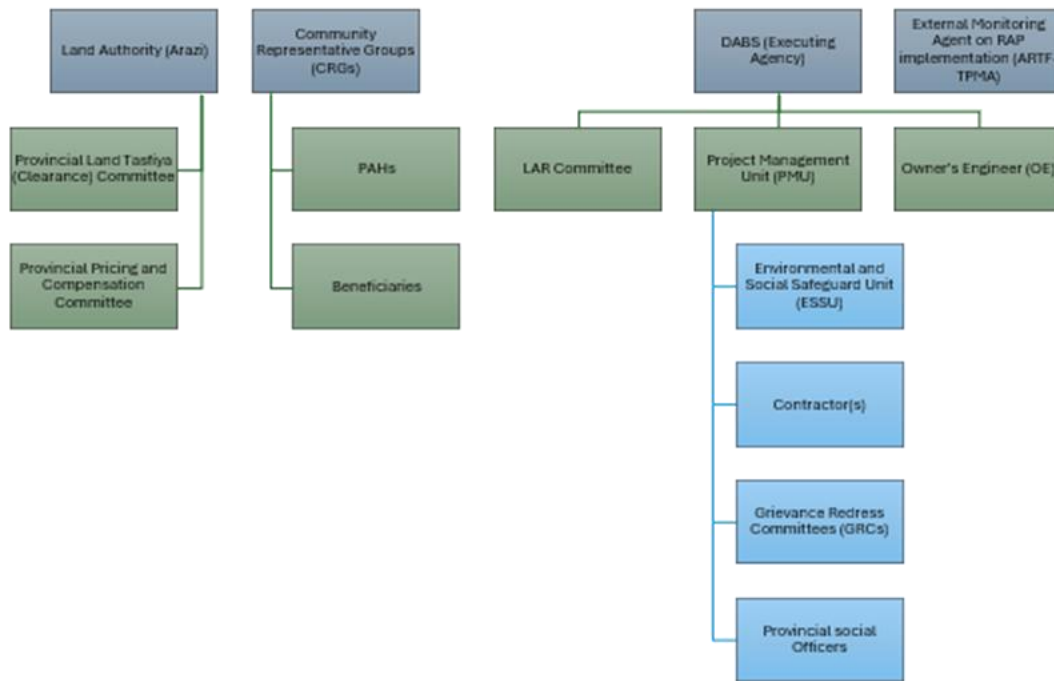 Land Authority (Arazi)
Community
Representative Groups
(CRGs)
DABS (Executing
Agency)
External Monitoring
Agent on RAP
implementation (ARTF-
TPMA)
Provincial Land Tasfiya
(Clearance) Committee
PAHs
LAR Committee
Project Management
Unit (PMU)
Owner's Engineer (OE)
Provincial Pricing and
Compensation
Committee
Beneficiaries
Environmental and
Social Safeguard Unit
(ESSU)
Contractor(s)
Grievance Redress
Committees (GRCs)
Provincial social
Officers